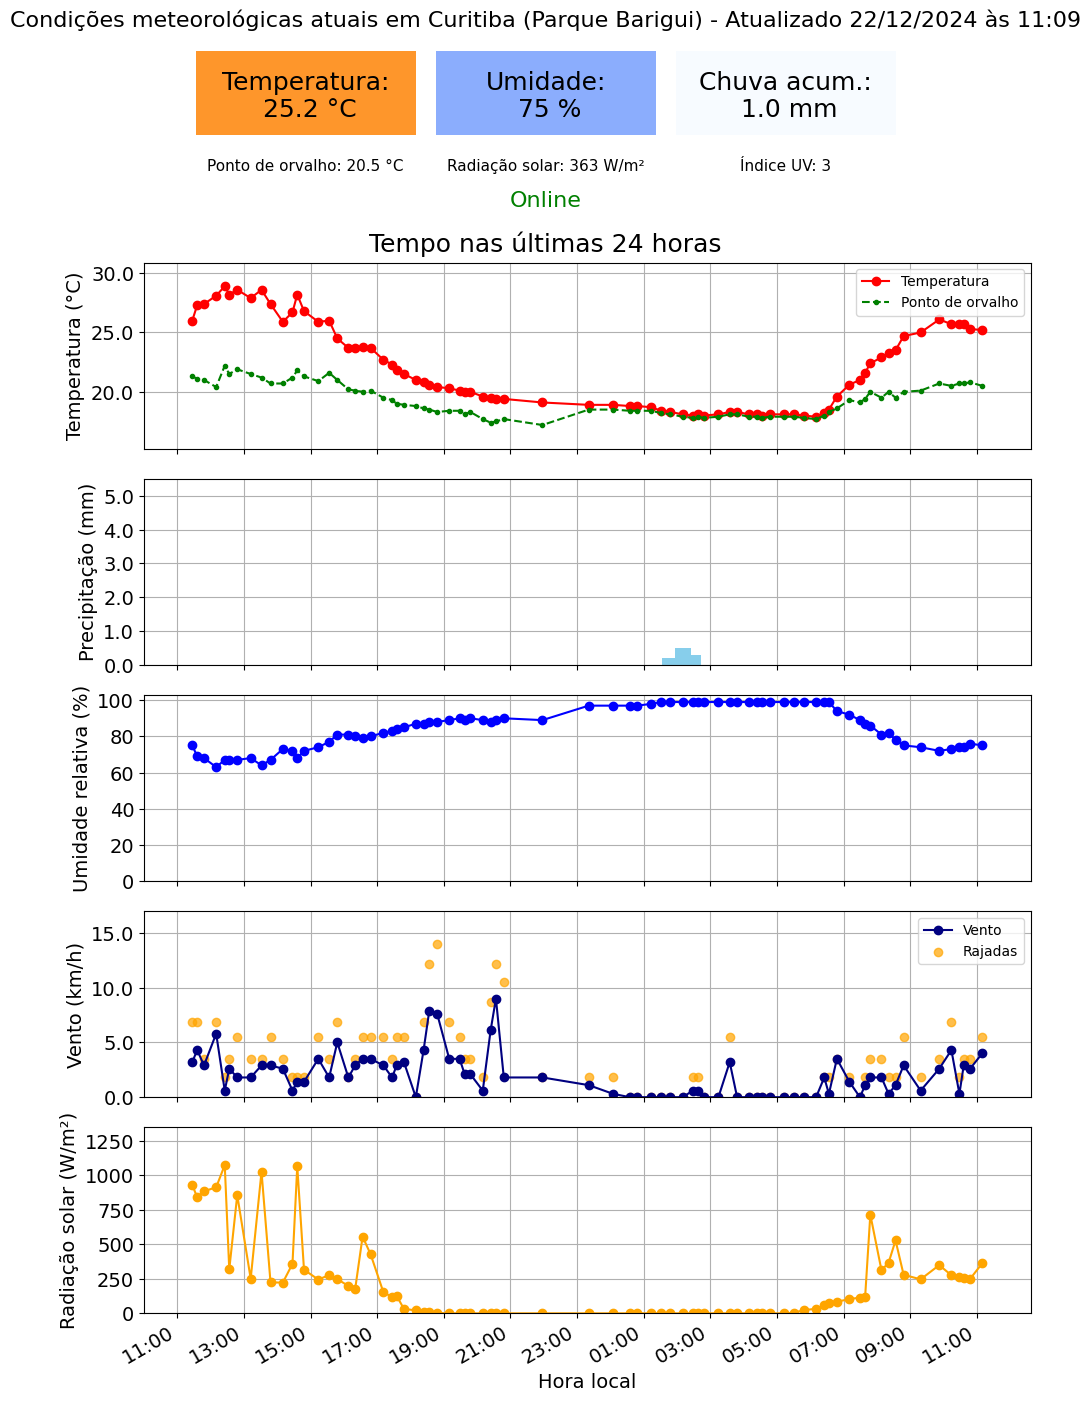 Condições meteorológicas atuais em Curitiba (Parque Barigui) - Atualizado 22/12/2024 às 11:09
Temperatura:
25.2 °C
Umidade:
75 %
Chuva acum.:
1.0 mm
Ponto de orvalho: 20.5 °C
Radiação solar: 363 W/m²
Índice UV: 3
Online
Tempo nas últimas 24 horas
Temperatura (°C)
30.0
25.0
20.0
Temperatura
Ponto de orvalho
Precipitação (mm)
5.0
4.0
3.0
2.0
1.0
0.0
Umidade relativa (%)
100
80
60
40
20
0
Vento (km/h)
15.0
10.0
5.0
0.0
Vento
Rajadas
Radiação solar (W/m²)
1250
1000
750
500
250
0
11:00
13:00
15:00
17:00
19:00
21:00
23:00
01:00
03:00
05:00
07:00
09:00
11:00
Hora local